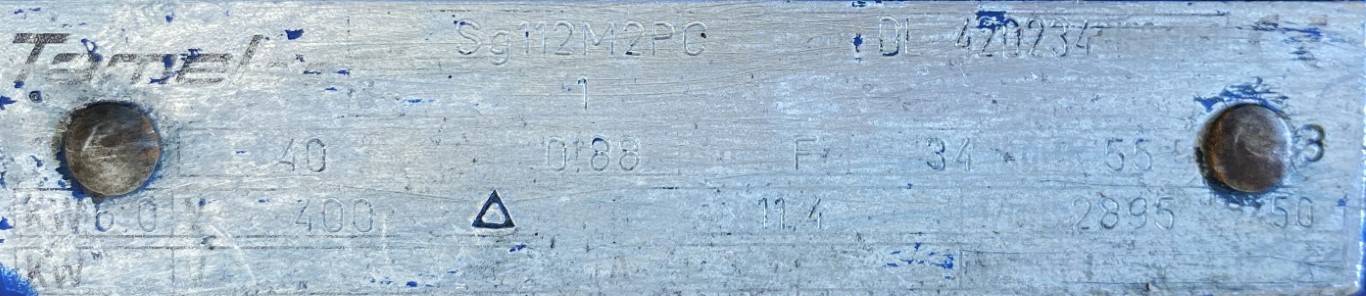 Tamel Sg112M2PC DL 420234
1
40 0.88 F 34 55 3
kW 6.0 V 400 Δ 11.4 2895 50
kW V